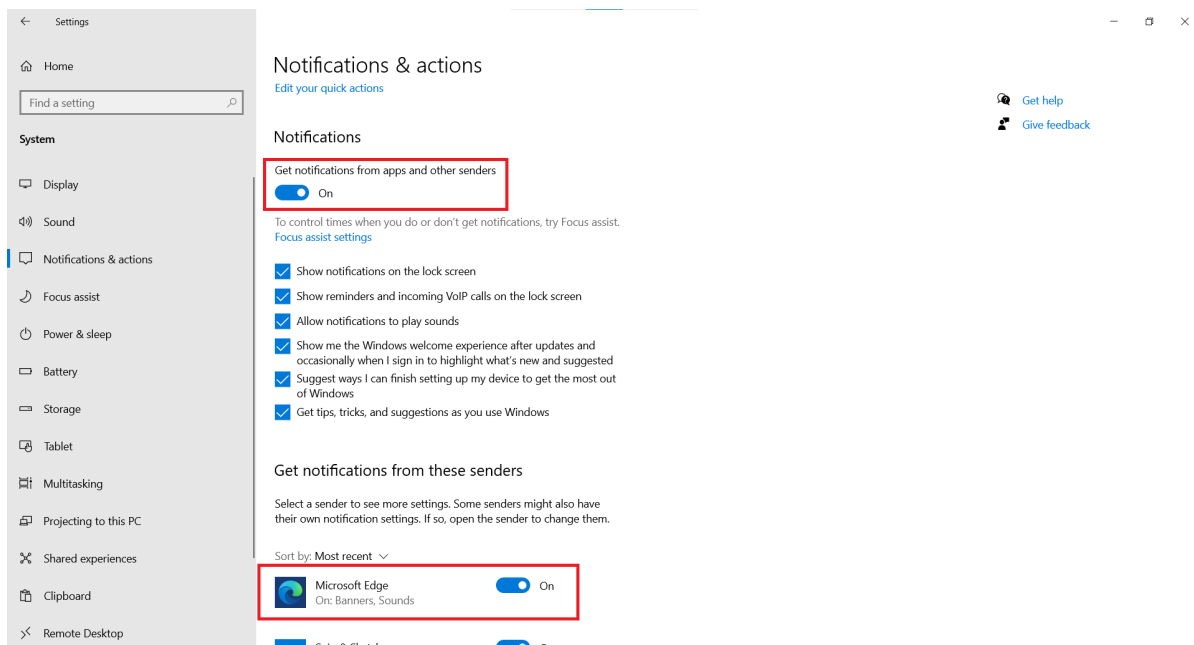 Settings
Home
Find a setting
System
Display
Sound
Notifications & actions
Focus assist
Power & sleep
Battery
Storage
Tablet
Multitasking
Projecting to this PC
Shared experiences
Clipboard
Remote Desktop
Notifications & actions
Edit your quick actions
Notifications
Get notifications from apps and other senders
On
To control times when you do or don't get notifications, try Focus assist.
Focus assist settings
Show notifications on the lock screen
Show reminders and incoming VoIP calls on the lock screen
Allow notifications to play sounds
Show me the Windows welcome experience after updates and
occasionally when I sign in to highlight what's new and suggested
Suggest ways I can finish setting up my device to get the most out
of Windows
Get tips, tricks, and suggestions as you use Windows
Get notifications from these senders
Select a sender to see more settings. Some senders might also have
their own notification settings. If so, open the sender to change them.
Sort by: Most recent
Microsoft Edge
On
On: Banners, Sounds
Get help
Give feedback